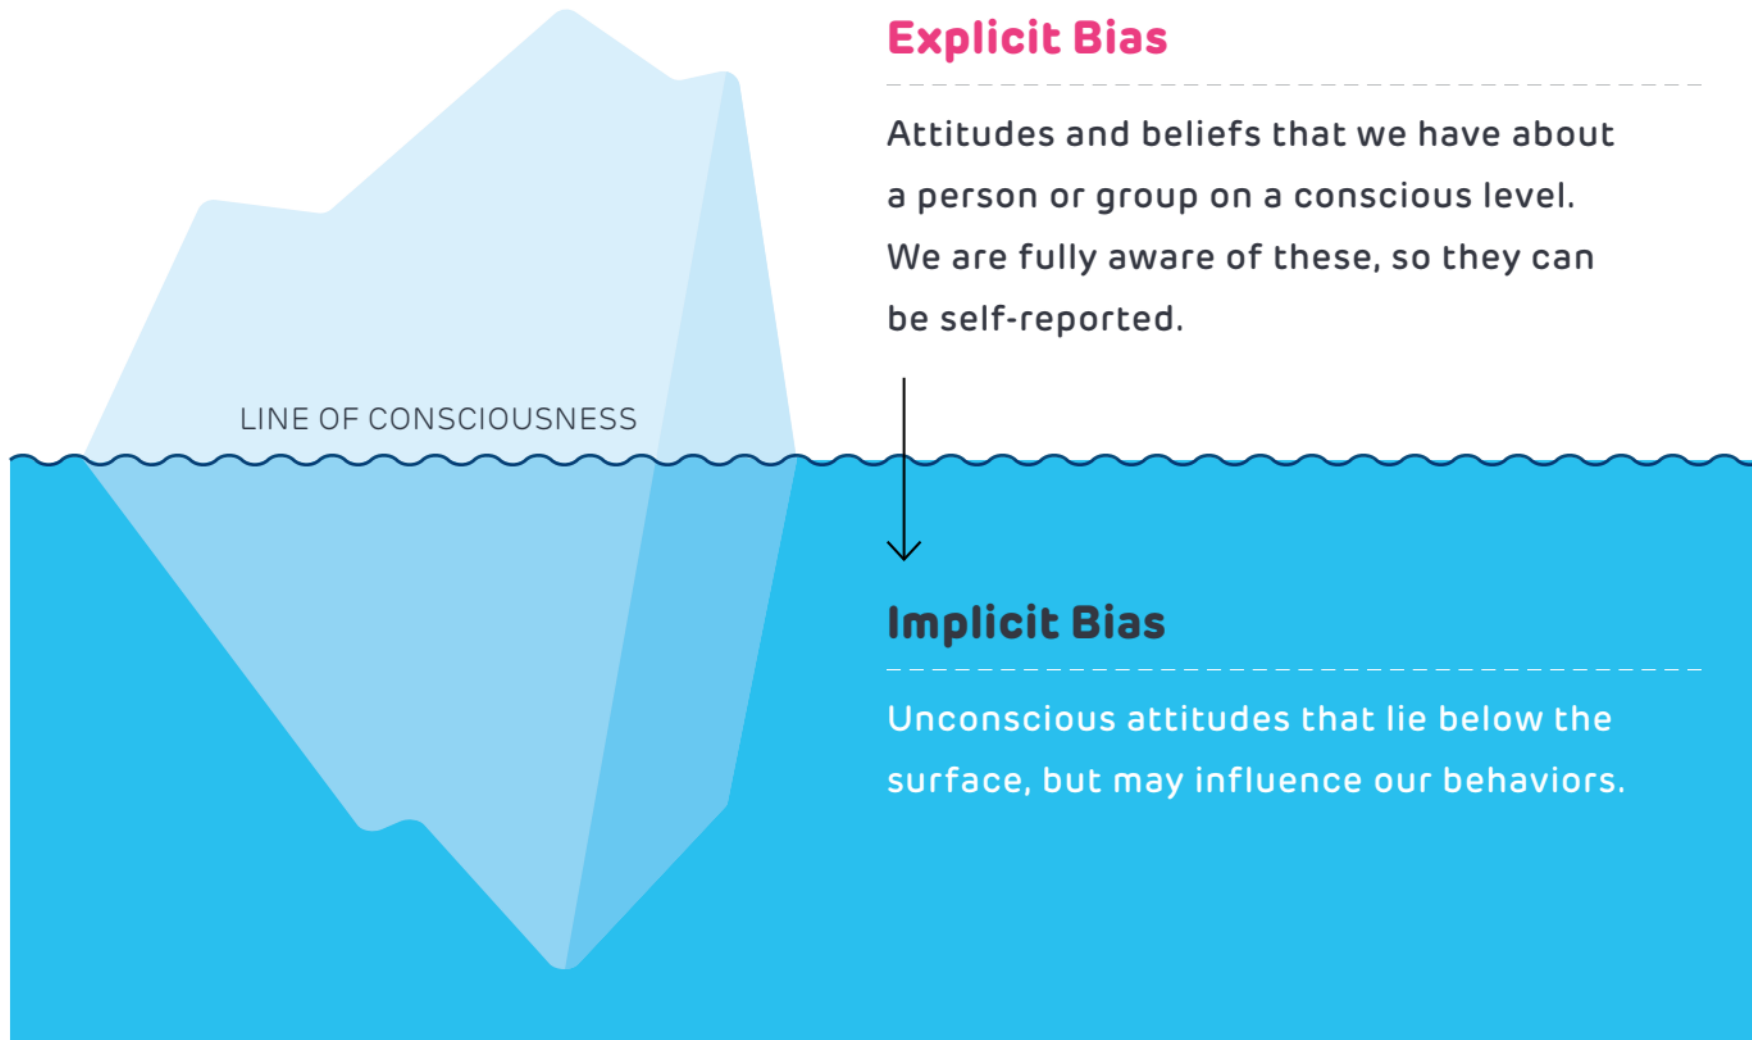 Explicit Bias
Attitudes and beliefs that we have about
a person or group on a conscious level.
We are fully aware of these, so they can
be self-reported.
LINE OF CONSCIOUSNESS
Implicit Bias
Unconscious attitudes that lie below the
surface, but may influence our behaviors.